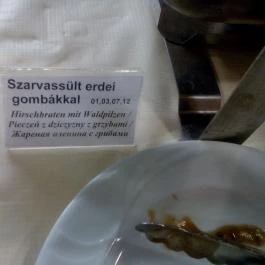 Szarvassült erdei
gombákkal 01,03,07,12
Hirschbraten mit Waldpilzen /
Pieczeń z dziczyzny z grzybami /
Жареная оленина с грибами